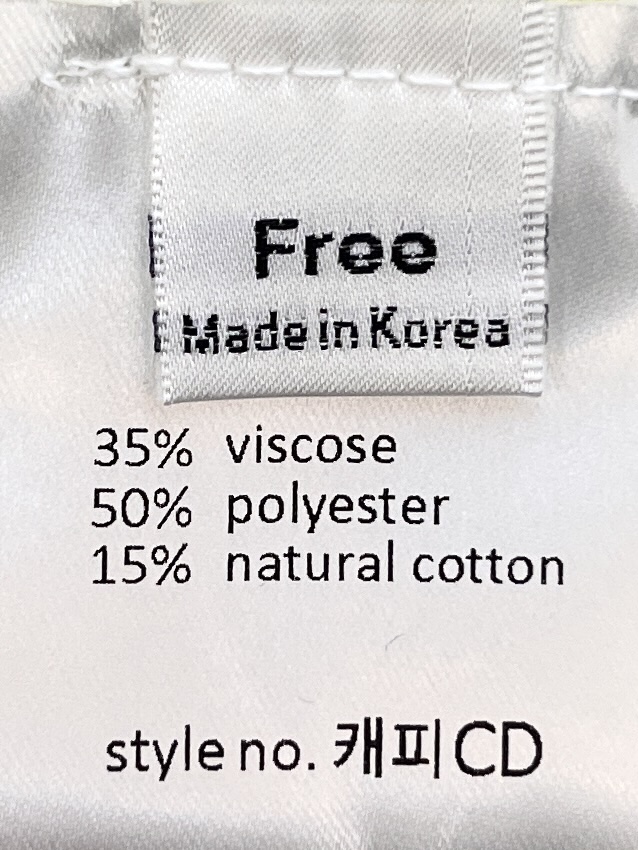 Free
Made in Korea
35% viscose
50% polyester
15% natural cotton
style no. 캐피CD